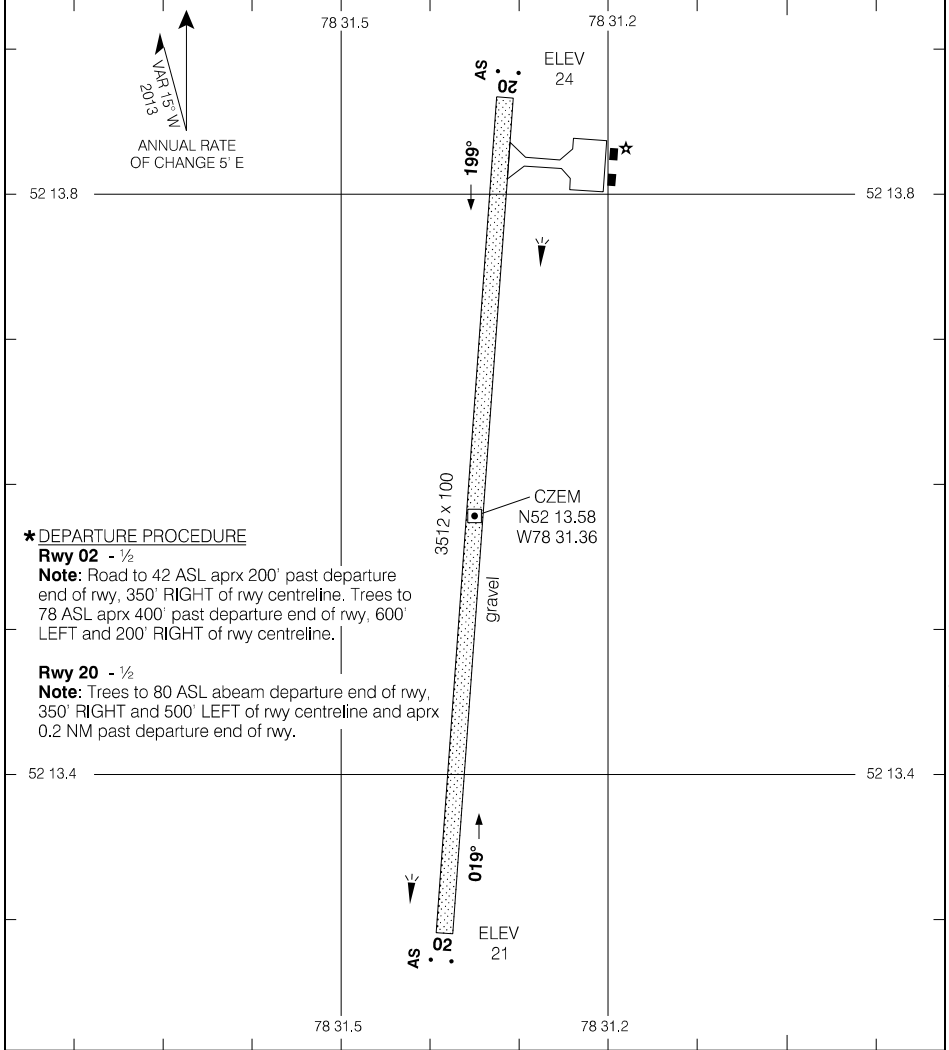 78 31.5
78 31.2
VAR 15° W
2013
ANNUAL RATE
OF CHANGE 5' E
AS
20
ELEV
24
199°
52 13.8
52 13.8
3512 x 100
gravel
CZEM
N52 13.58
W78 31.36
* DEPARTURE PROCEDURE
Rwy 02 - ½
Note: Road to 42 ASL aprx 200' past departure
end of rwy, 350' RIGHT of rwy centreline. Trees to
78 ASL aprx 400' past departure end of rwy, 600'
LEFT and 200' RIGHT of rwy centreline.
Rwy 20 - ½
Note: Trees to 80 ASL abeam departure end of rwy,
350' RIGHT and 500' LEFT of rwy centreline and aprx
0.2 NM past departure end of rwy.
52 13.4
52 13.4
019°
AS
02
ELEV
21
78 31.5
78 31.2